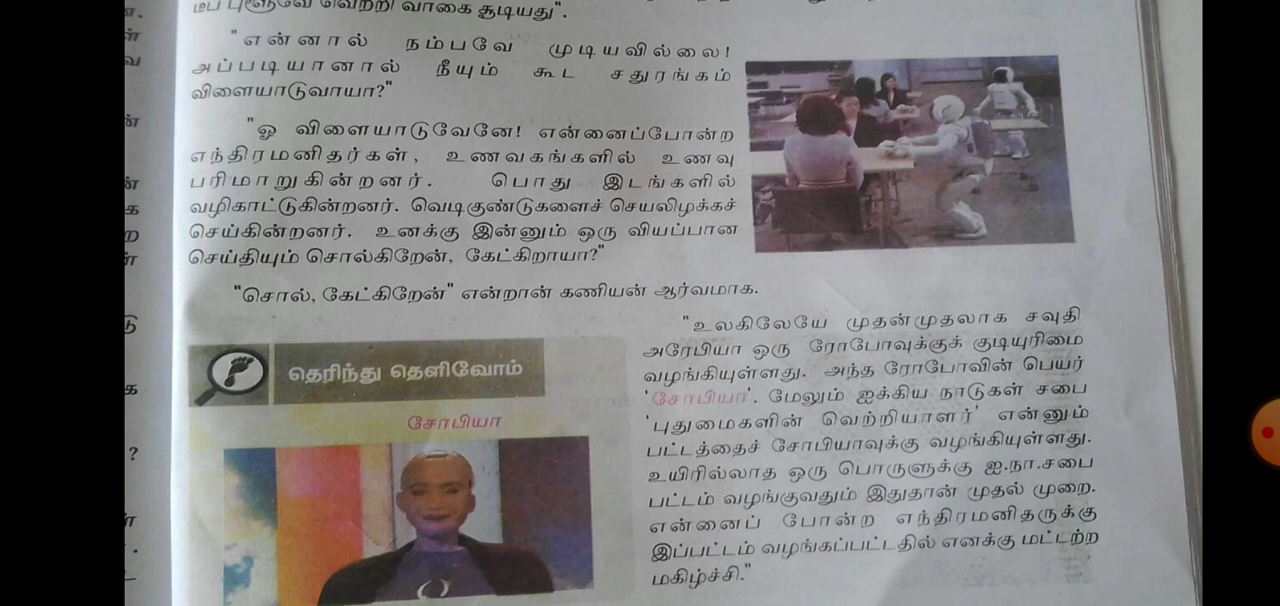 டீப் புளூவே வெற்றி வாகை சூடியது".
"என்னால் நம்பவே முடியவில்லை!
அப்படியானால் நீயும் கூட சதுரங்கம்
விளையாடுவாயா?"
"ஓ விளையாடுவேனே! என்னைப்போன்ற
எந்திரமனிதர்கள், உணவகங்களில் உணவு
பரிமாறுகின்றனர். பொது இடங்களில்
வழிகாட்டுகின்றனர். வெடிகுண்டுகளைச் செயலிழக்கச்
செய்கின்றனர். உனக்கு இன்னும் ஒரு வியப்பான
செய்தியும் சொல்கிறேன், கேட்கிறாயா?"
"சொல், கேட்கிறேன்" என்றான் கணியன் ஆர்வமாக.
தெரிந்து தெளிவோம்
சோபியா
"உலகிலேயே முதன்முதலாக சவுதி
அரேபியா ஒரு ரோபோவுக்குக் குடியுரிமை
வழங்கியுள்ளது. அந்த ரோபோவின் பெயர்
'சோபியா'. மேலும் ஐக்கிய நாடுகள் சபை
'புதுமைகளின் வெற்றியாளர்' என்னும்
பட்டத்தைச் சோபியாவுக்கு வழங்கியுள்ளது.
உயிரில்லாத ஒரு பொருளுக்கு ஐ.நா.சபை
பட்டம் வழங்குவதும் இதுதான் முதல் முறை.
என்னைப் போன்ற எந்திரமனிதருக்கு
இப்பட்டம் வழங்கப்பட்டதில் எனக்கு மட்டற்ற
மகிழ்ச்சி."